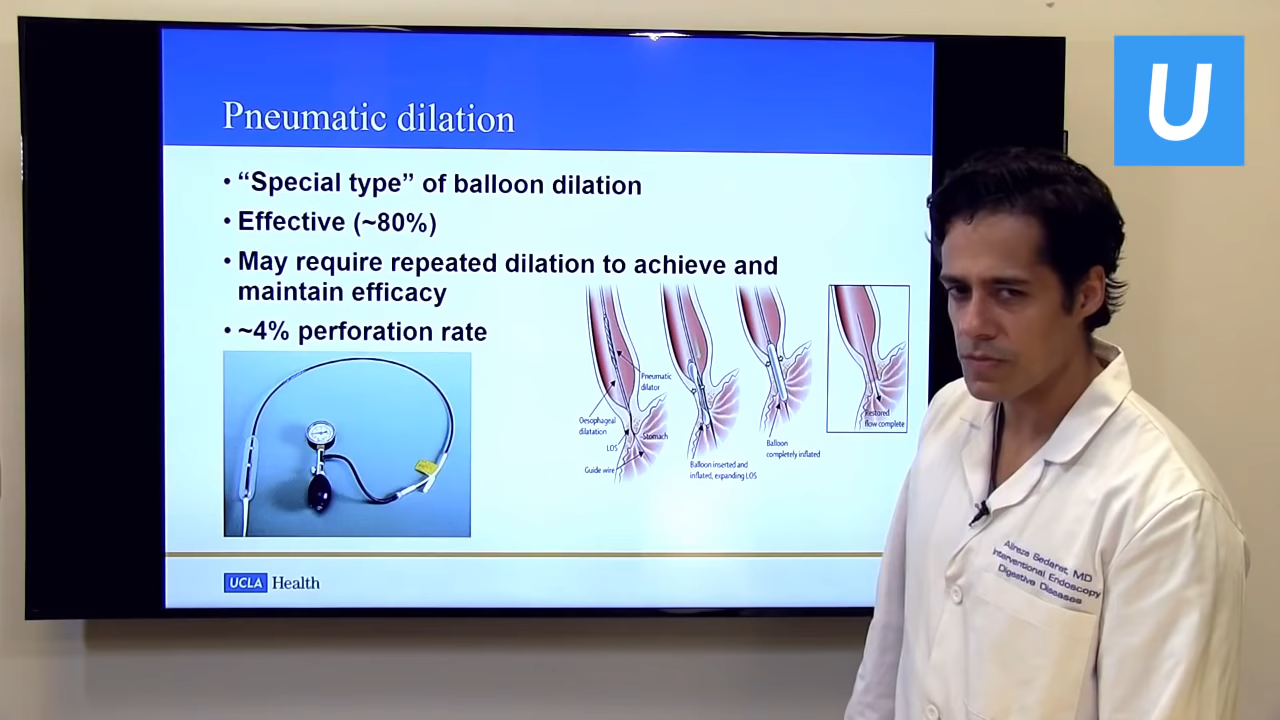 U
Pneumatic dilation
• “Special type” of balloon dilation
• Effective (~80%)
• May require repeated dilation to achieve and
maintain efficacy
• ~4% perforation rate
Pneumatic
dilator
Oesophageal
dilatation
LOS
Stomach
Guide wire
Balloon inserted and
inflated, expanding LOS
Balloon
completely inflated
Restored
flow complete
UCLA Health
Alireza Sedarat, MD
Interventional Endoscopy
Digestive Diseases